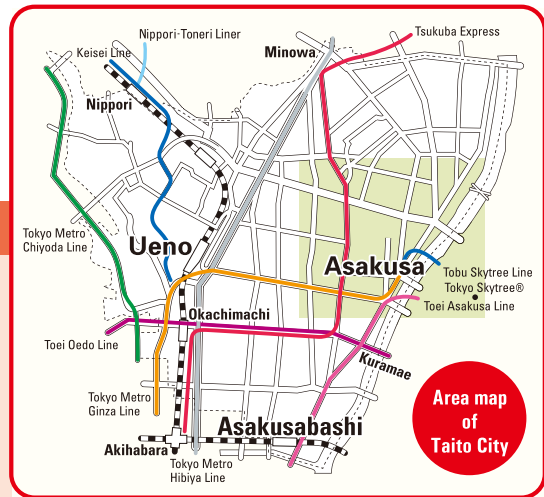 Nippori-Toneri Liner
Tsukuba Express
Keisei Line
Minowa
Nippori
Tokyo Metro
Chiyoda Line
Ueno
Asakusa
Tobu Skytree Line
Tokyo Skytree®
Toei Asakusa Line
Okachimachi
Toei Oedo Line
Kuramae
Tokyo Metro
Ginza Line
Asakusabashi
Akihabara
Tokyo Metro
Hibiya Line
Area map
of
Taito City